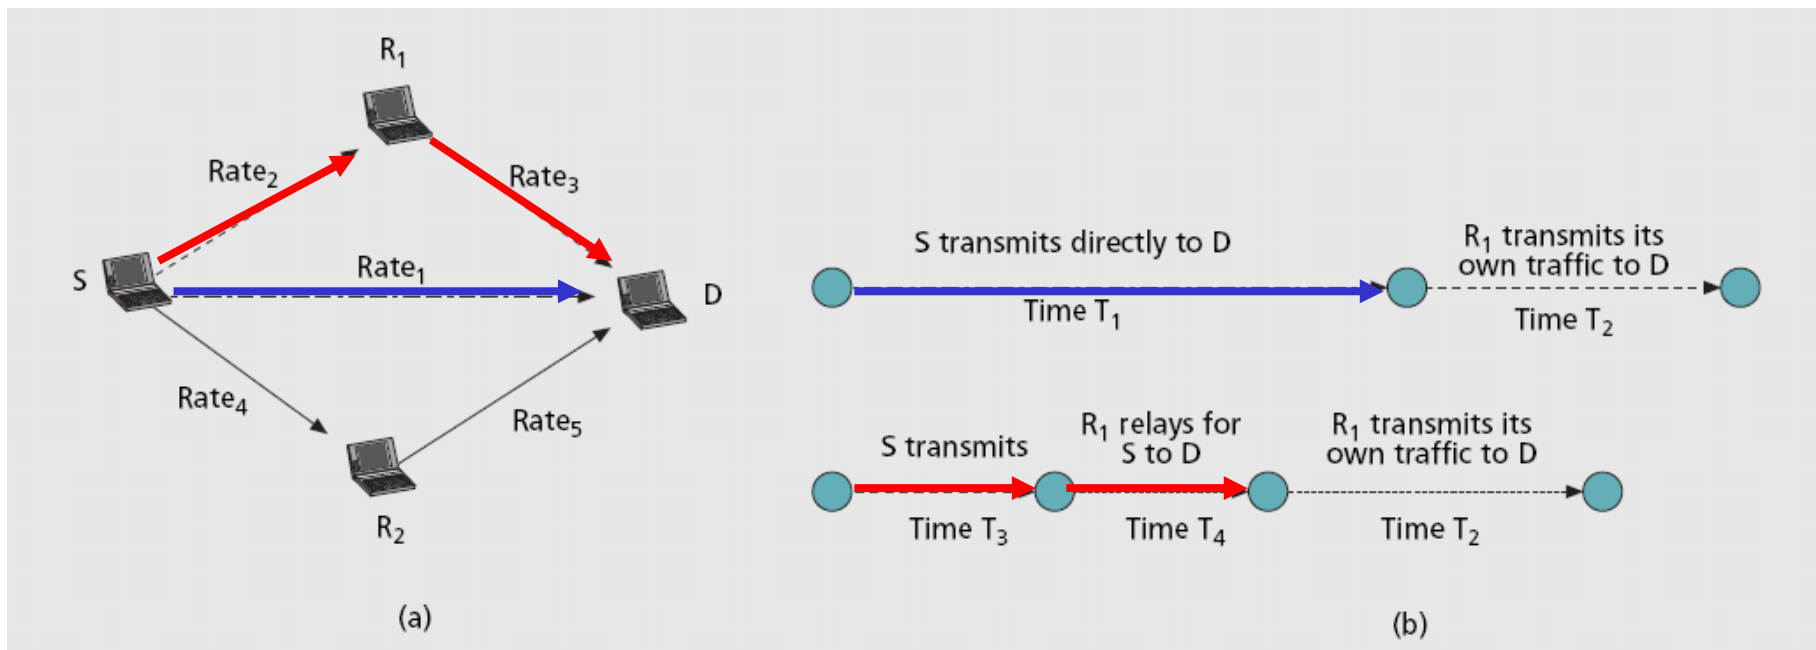 R1
Rate2
Rate3
S
Rate1
D
Rate4
Rate5
R2
(a)
S transmits directly to D
Time T1
R1 transmits its
own traffic to D
Time T2
S transmits
Time T3
R1 relays for
S to D
Time T4
R1 transmits its
own traffic to D
Time T2
(b)